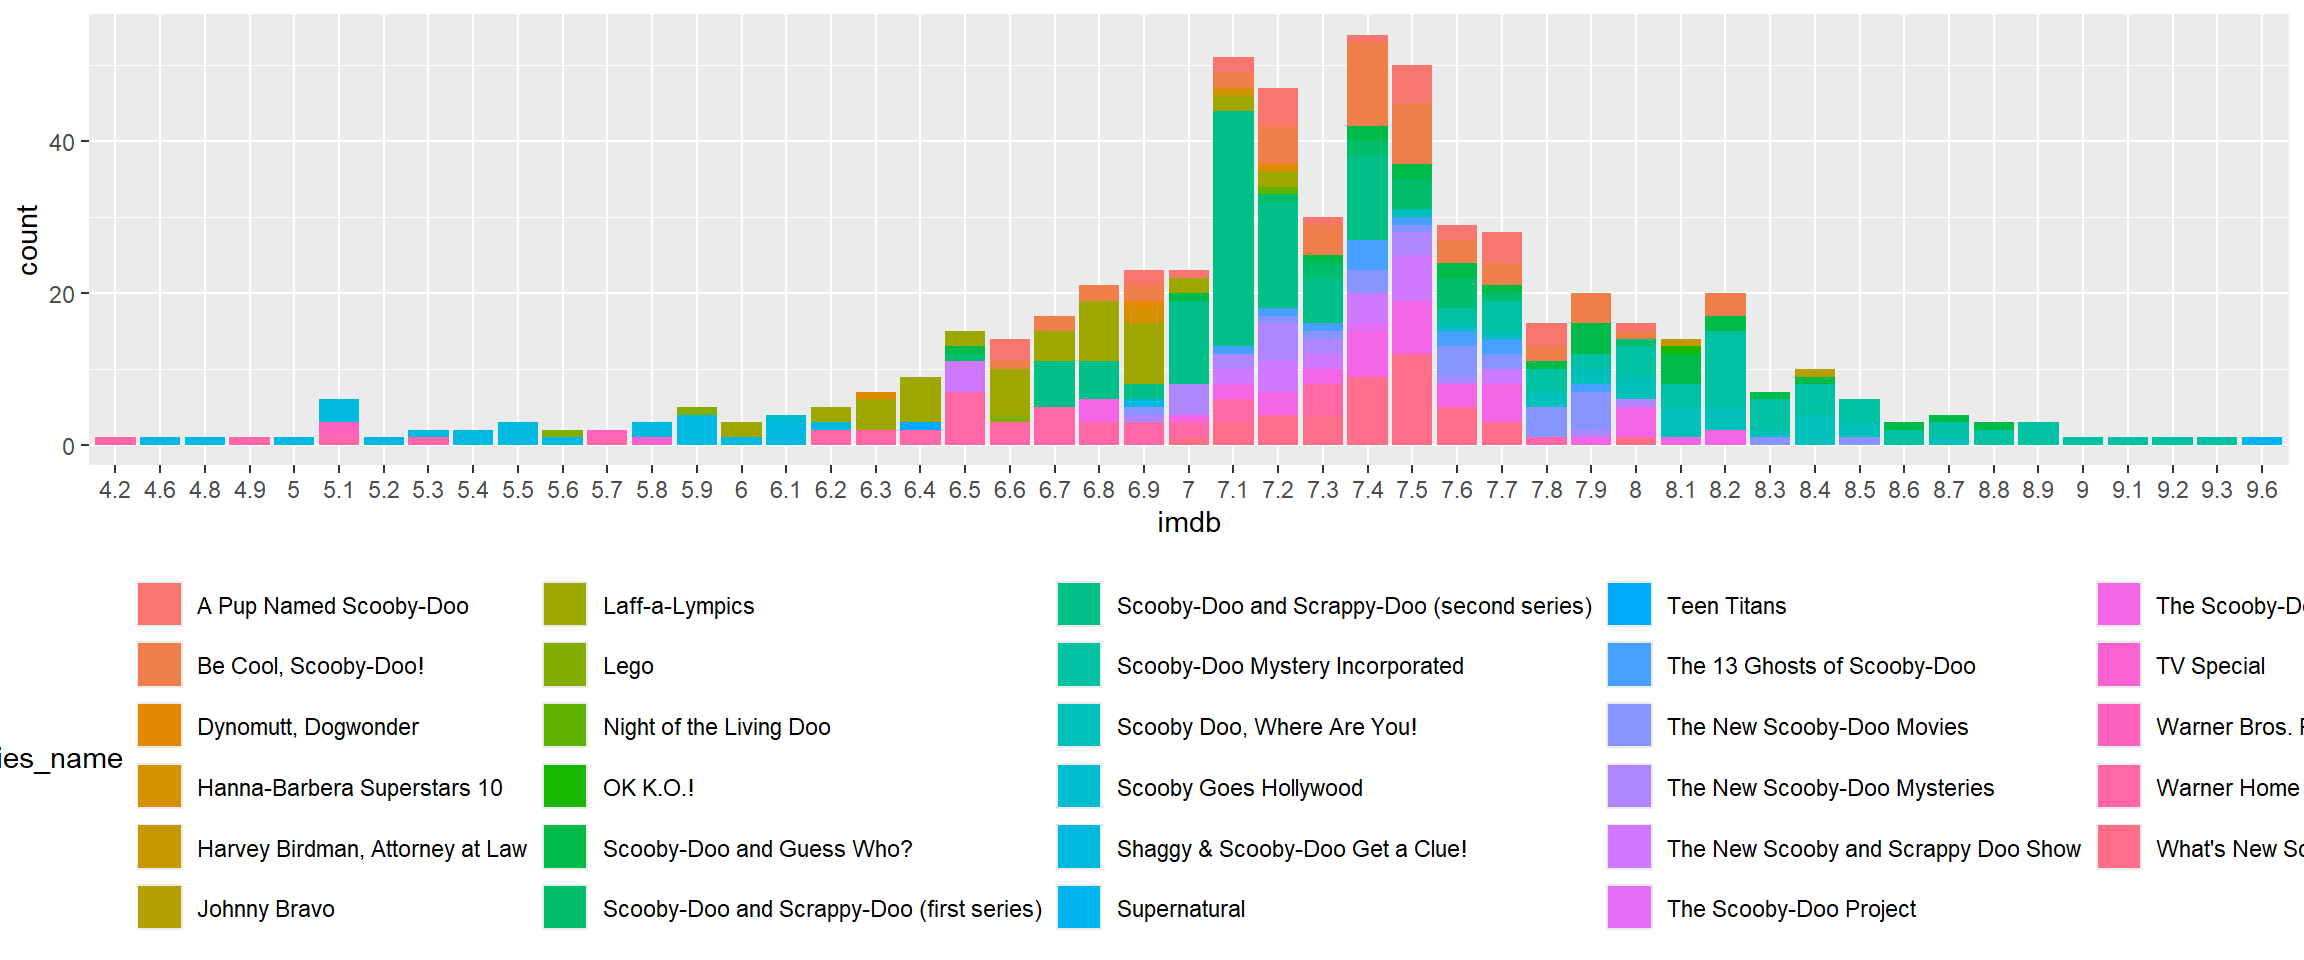 40
20
0
count
4.2 4.6 4.8 4.9 5 5.1 5.2 5.3 5.4 5.5 5.6 5.7 5.8 5.9 6 6.1 6.2 6.3 6.4 6.5 6.6 6.7 6.8 6.9 7 7.1 7.2 7.3 7.4 7.5 7.6 7.7 7.8 7.9 8 8.1 8.2 8.3 8.4 8.5 8.6 8.7 8.8 8.9 9 9.1 9.2 9.3 9.6
imdb
ies_name
A Pup Named Scooby-Doo
Be Cool, Scooby-Doo!
Dynomutt, Dogwonder
Hanna-Barbera Superstars 10
Harvey Birdman, Attorney at Law
Johnny Bravo
Laff-a-Lympics
Lego
Night of the Living Doo
OK K.O.!
Scooby-Doo and Guess Who?
Scooby-Doo and Scrappy-Doo (first series)
Scooby-Doo and Scrappy-Doo (second series)
Scooby-Doo Mystery Incorporated
Scooby Doo, Where Are You!
Scooby Goes Hollywood
Shaggy & Scooby-Doo Get a Clue!
Supernatural
Teen Titans
The 13 Ghosts of Scooby-Doo
The New Scooby-Doo Movies
The New Scooby-Doo Mysteries
The New Scooby and Scrappy Doo Show
The Scooby-Doo Project
The Scooby-D
TV Special
Warner Bros.
Warner Home
What's New Sc